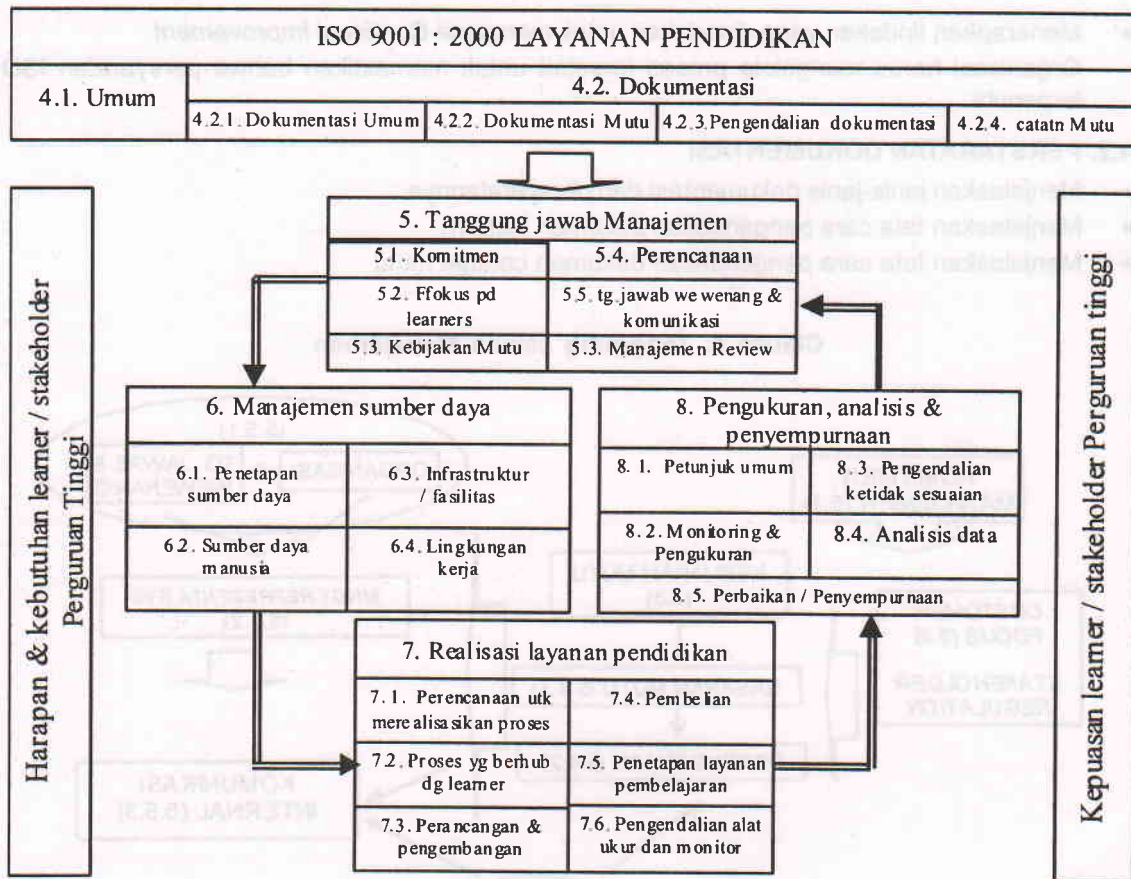 ISO 9001 : 2000 LAYANAN PENDIDIKAN
4.1. Umum
4.2. Dokumentasi
4.2.1. Dokumentasi Umum
4.2.2. Dokumentasi Mutu
4.2.3.Pengendalian dokumentasi
4.2.4. catatn Mutu
Harapan & kebutuhan learner / stakeholder
Perguruan Tinggi
5. Tanggung jawab Manajemen
5.1. Komitmen
5.4. Perencanaan
5.2. Ffokus pd
learners
5.5. tg.jawab wewenang &
komunikasi
5.3. Kebijakan Mutu
5.3. Manajemen Review
6. Manajemen sumber daya
6.1. Penetapan
sumber daya
6.3. Infrastruktur
/ fasilitas
6.2. Sumber daya
manusia
6.4. Lingkungan
kerja
8. Pengukuran, analisis &
penyempurnaan
8. 1. Petunjuk umum
8.3. Pengendalian
ketidak sesuaian
8.2. Monitoring &
Pengukuran
8.4. Analisis data
8.5. Perbaikan / Penyempurnaan
7. Realisasi layanan pendidikan
7.1. Perencanaan utk
merealisasikan proses
7.4. Pembelian
7.2. Proses yg berhub
dg learner
7.5. Penetapan layanan
pembelajaran
7.3. Perancangan &
pengembangan
7.6. Pengendalian alat
ukur dan monitor
Kepuasan learner / stakeholder Perguruan tinggi